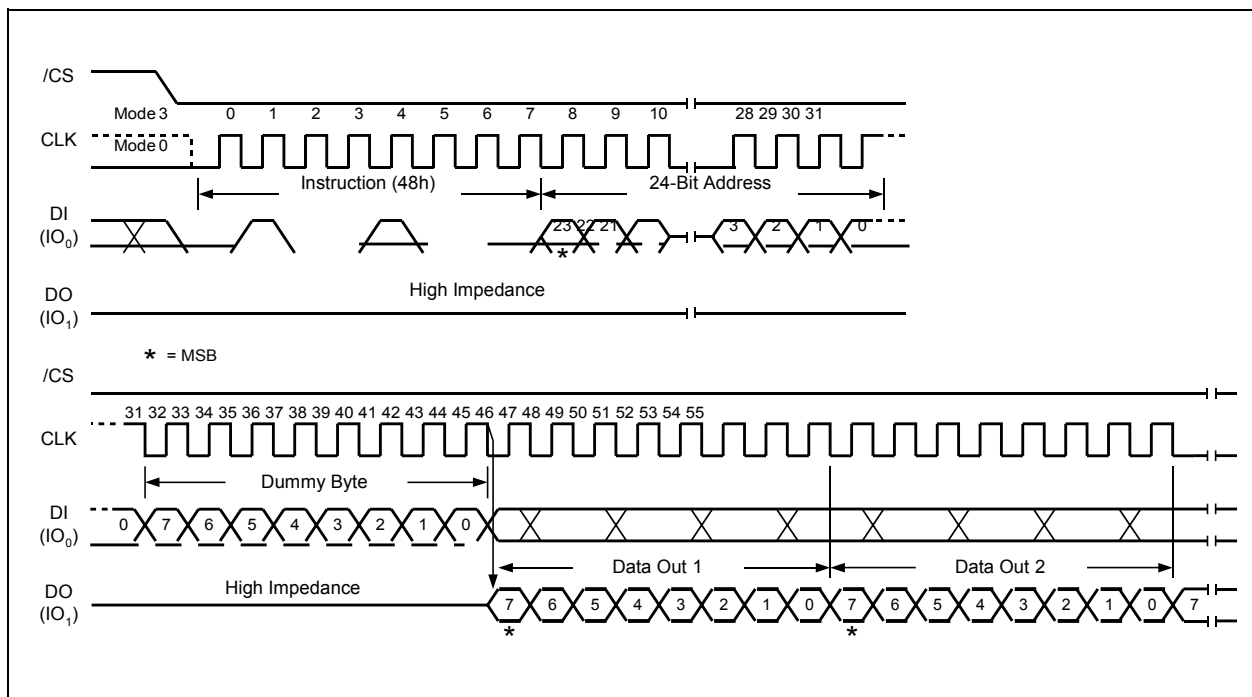 /CS
Mode 3 0 1 2 3 4 5 6 7 8 9 10 28 29 30 31
CLK Mode 0
Instruction (48h) 24-Bit Address
DI (IO0) 23 22 21 3 2 1 0
*
DO (IO1) High Impedance
* = MSB
/CS
31 32 33 34 35 36 37 38 39 40 41 42 43 44 45 46 47 48 49 50 51 52 53 54 55
CLK
Dummy Byte
DI (IO0) 0 7 6 5 4 3 2 1 0
Data Out 1 Data Out 2
DO (IO1) High Impedance 7 6 5 4 3 2 1 0 7 6 5 4 3 2 1 0 7
* *